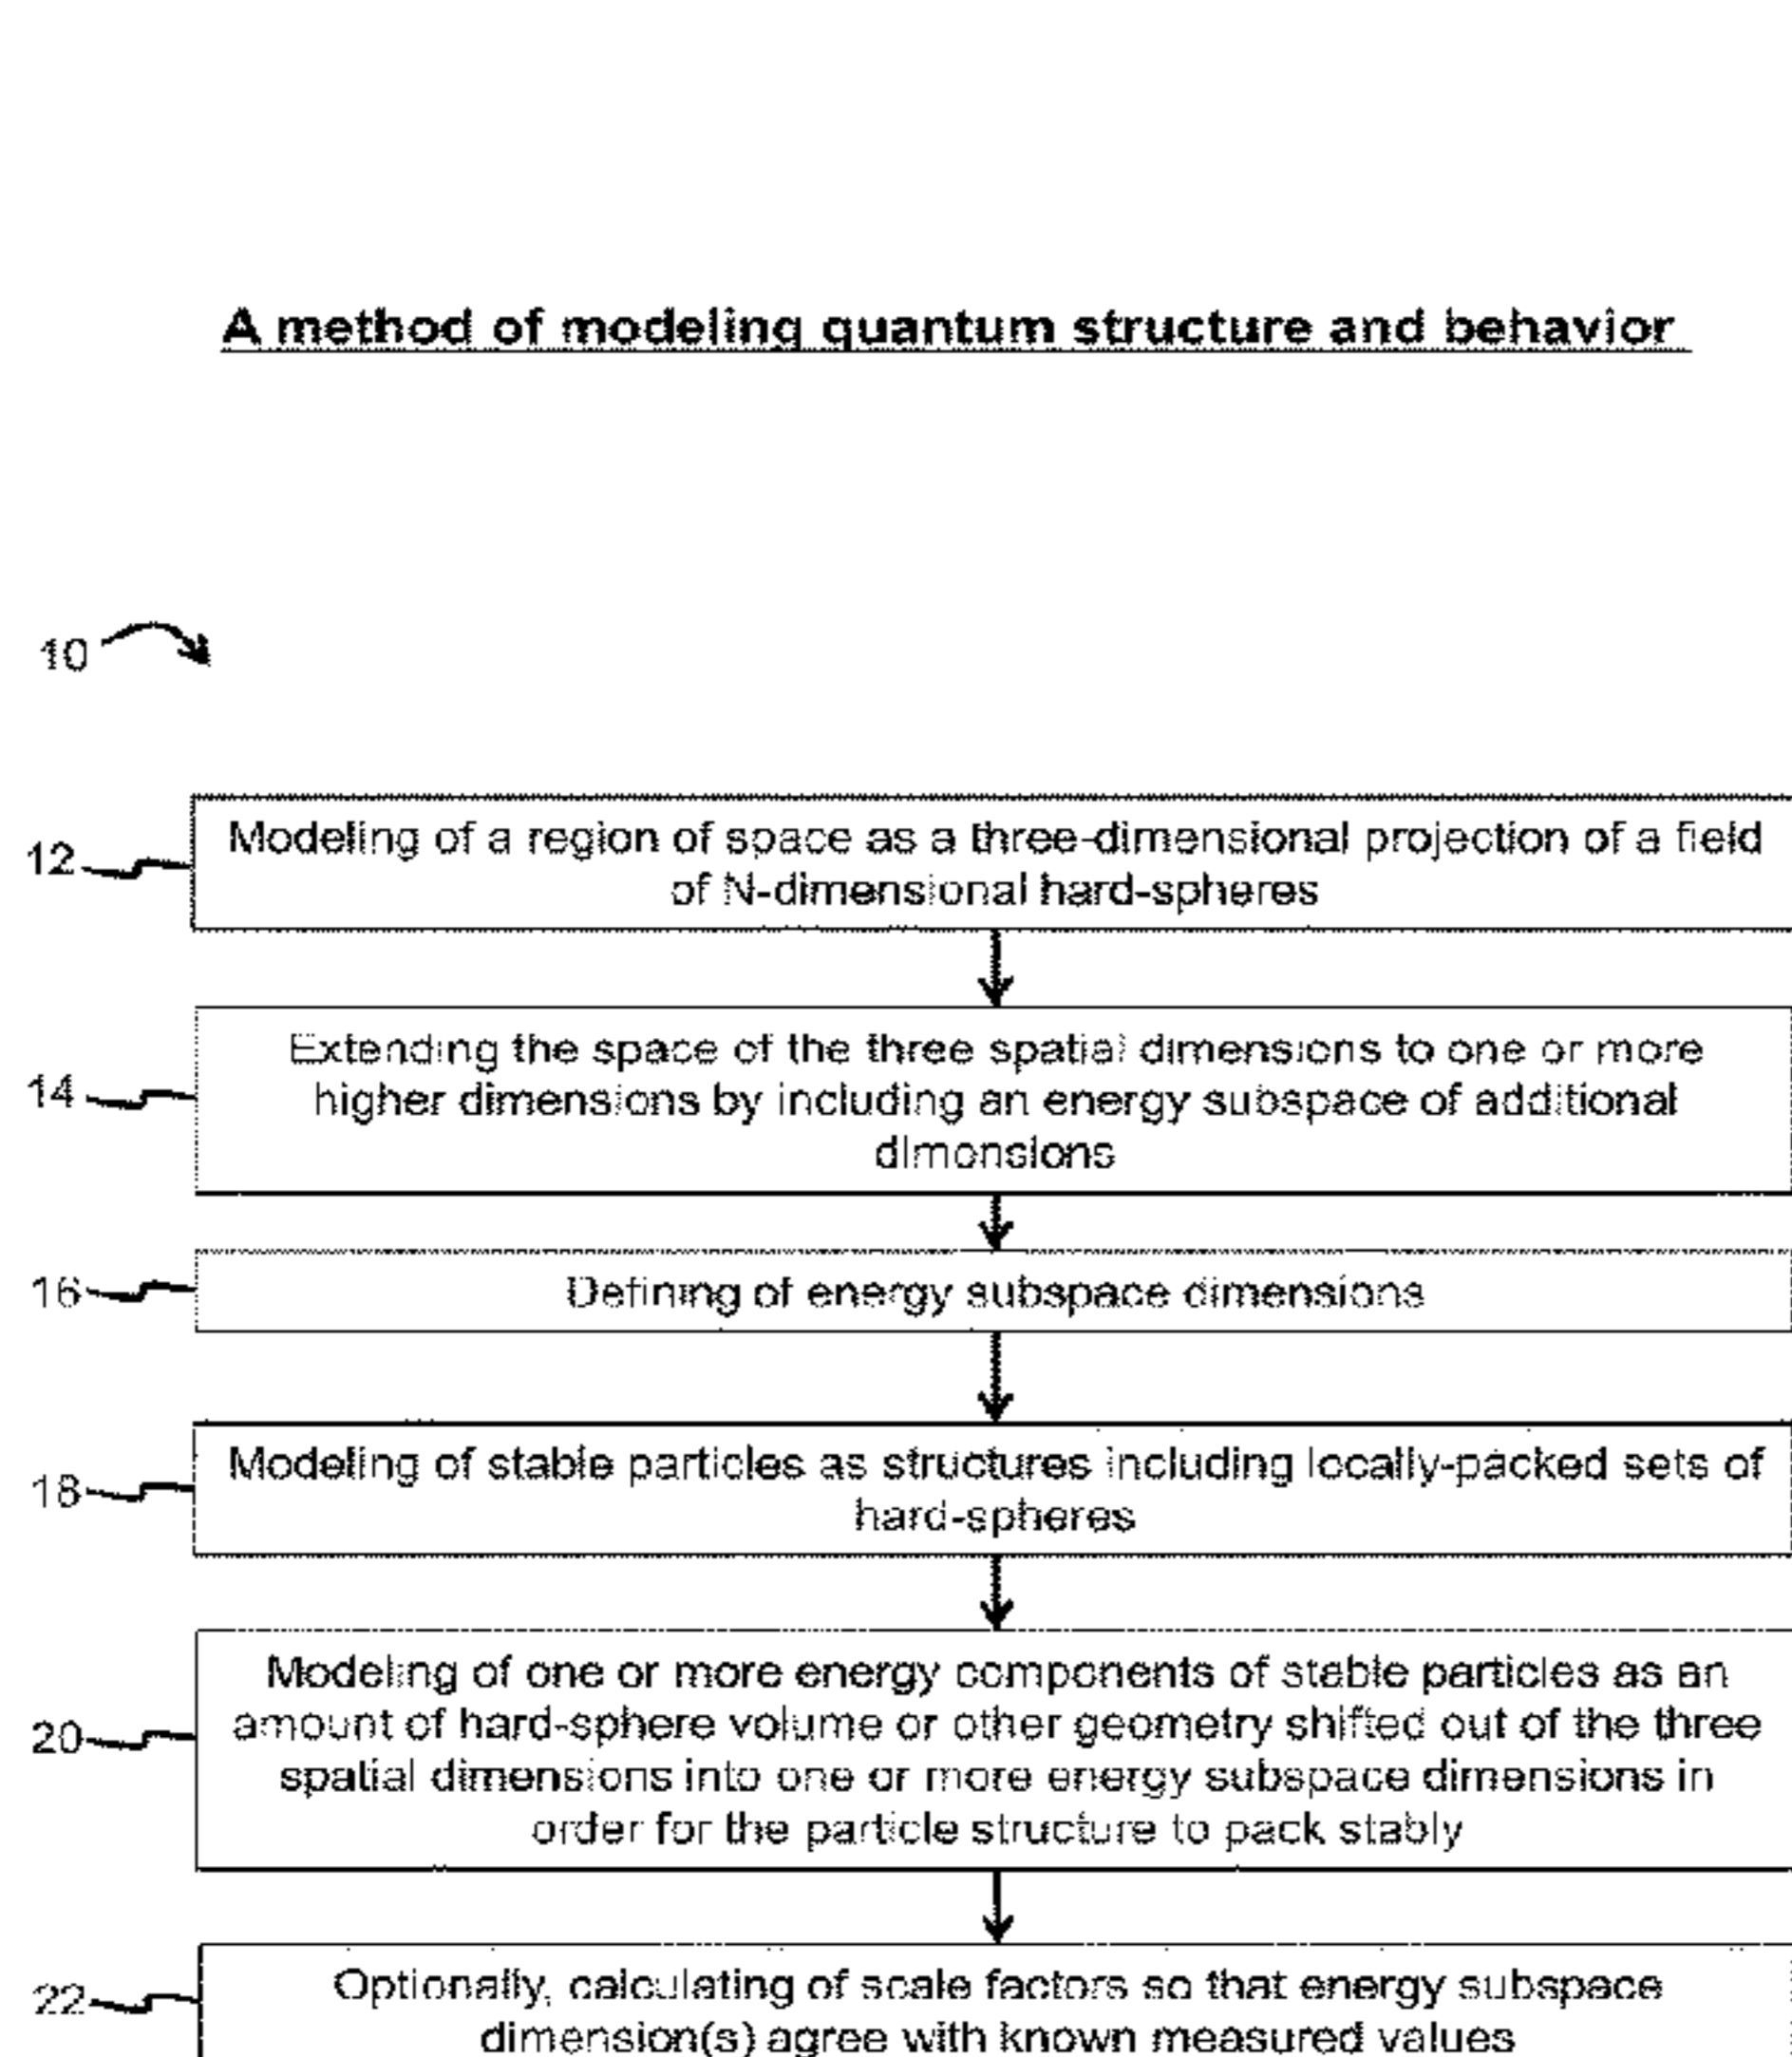 A method of modeling quantum structure and behavior
10
12
Modeling of a region of space as a three-dimensional projection of a field
of N-dimensional hard-spheres
14
Extending the space of the three spatial dimensions to one or more
higher dimensions by including an energy subspace of additional
dimensions
16
Defining of energy subspace dimensions
18
Modeling of stable particles as structures including locally-packed sets of
hard-spheres
20
Modeling of one or more energy components of stable particles as an
amount of hard-sphere volume or other geometry shifted out of the three
spatial dimensions into one or more energy subspace dimensions in
order for the particle structure to pack stably
22
Optionally, calculating of scale factors so that energy subspace
dimension(s) agree with known measured values